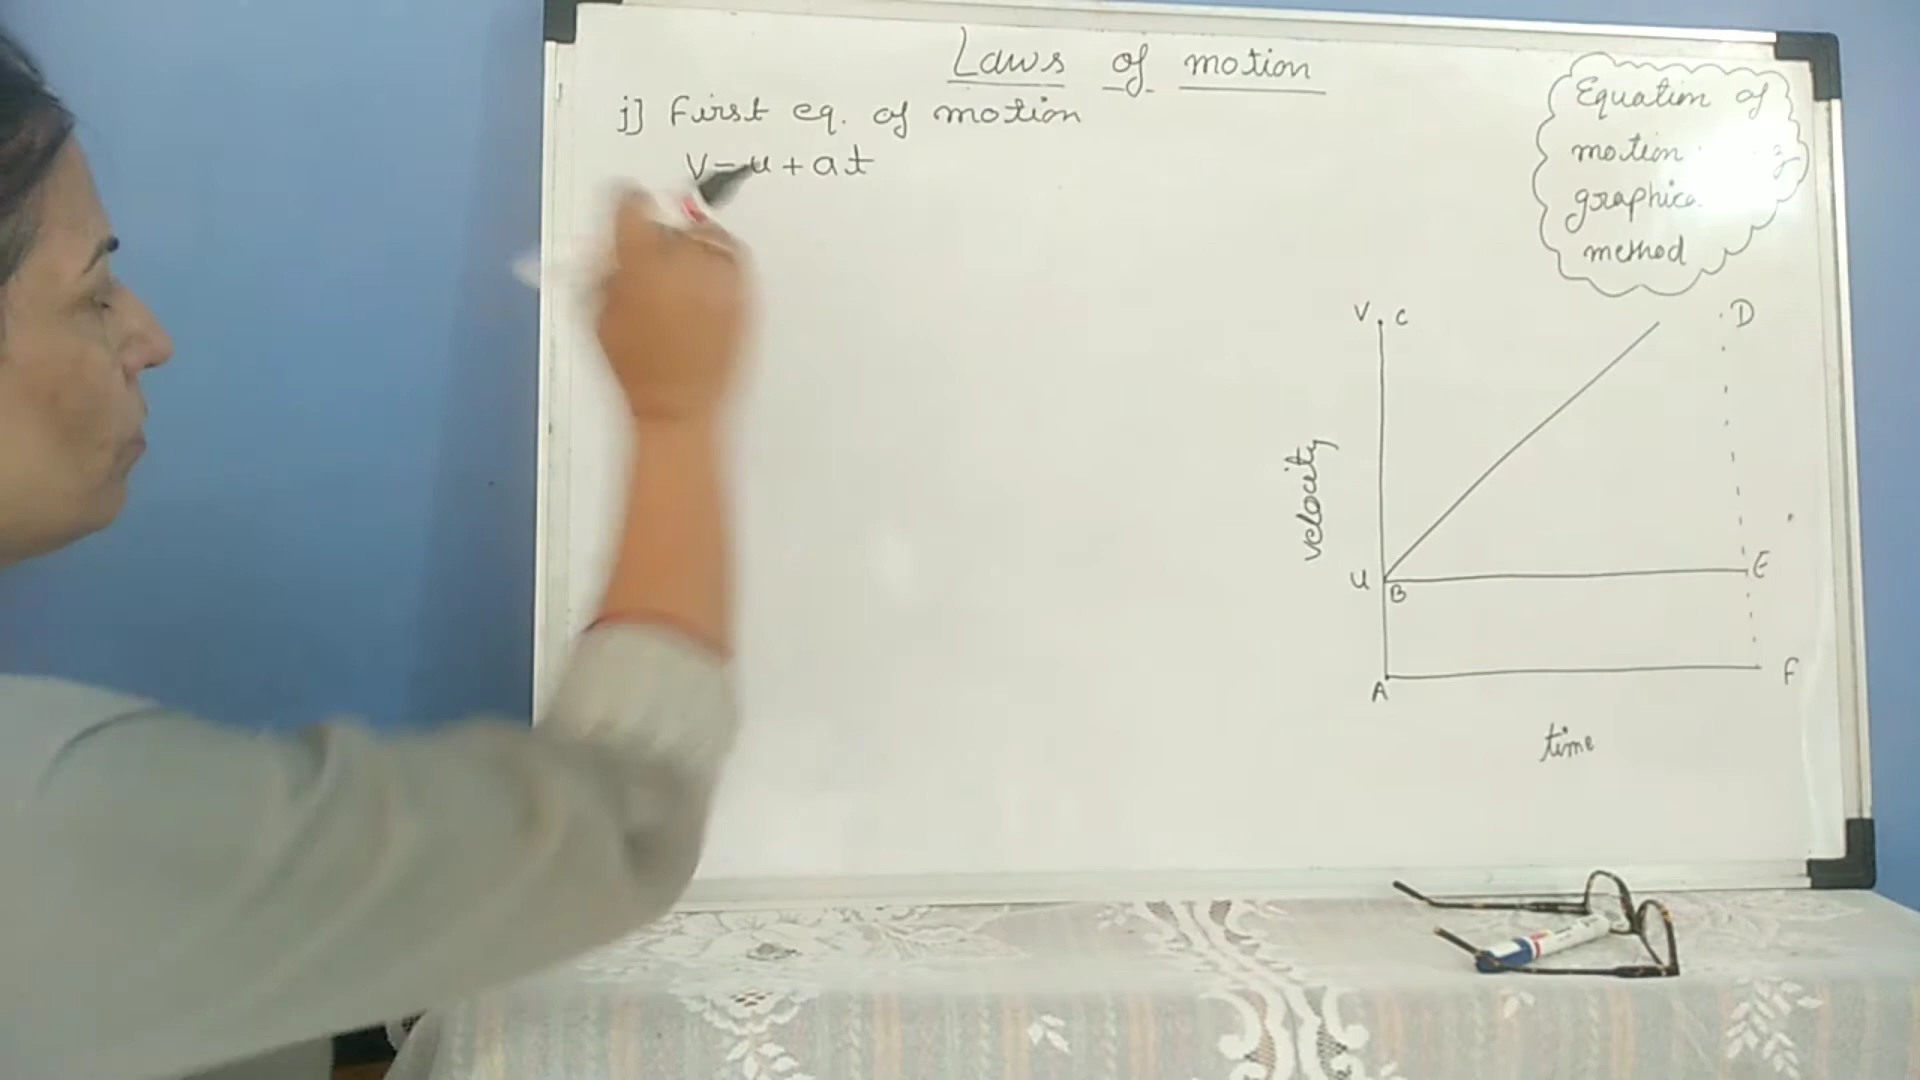 Laws of motion
i] First eq. of motion
V = u + at
Equation of
motion
graphica
method
V C
D
velocity
U B
E
A
F
time